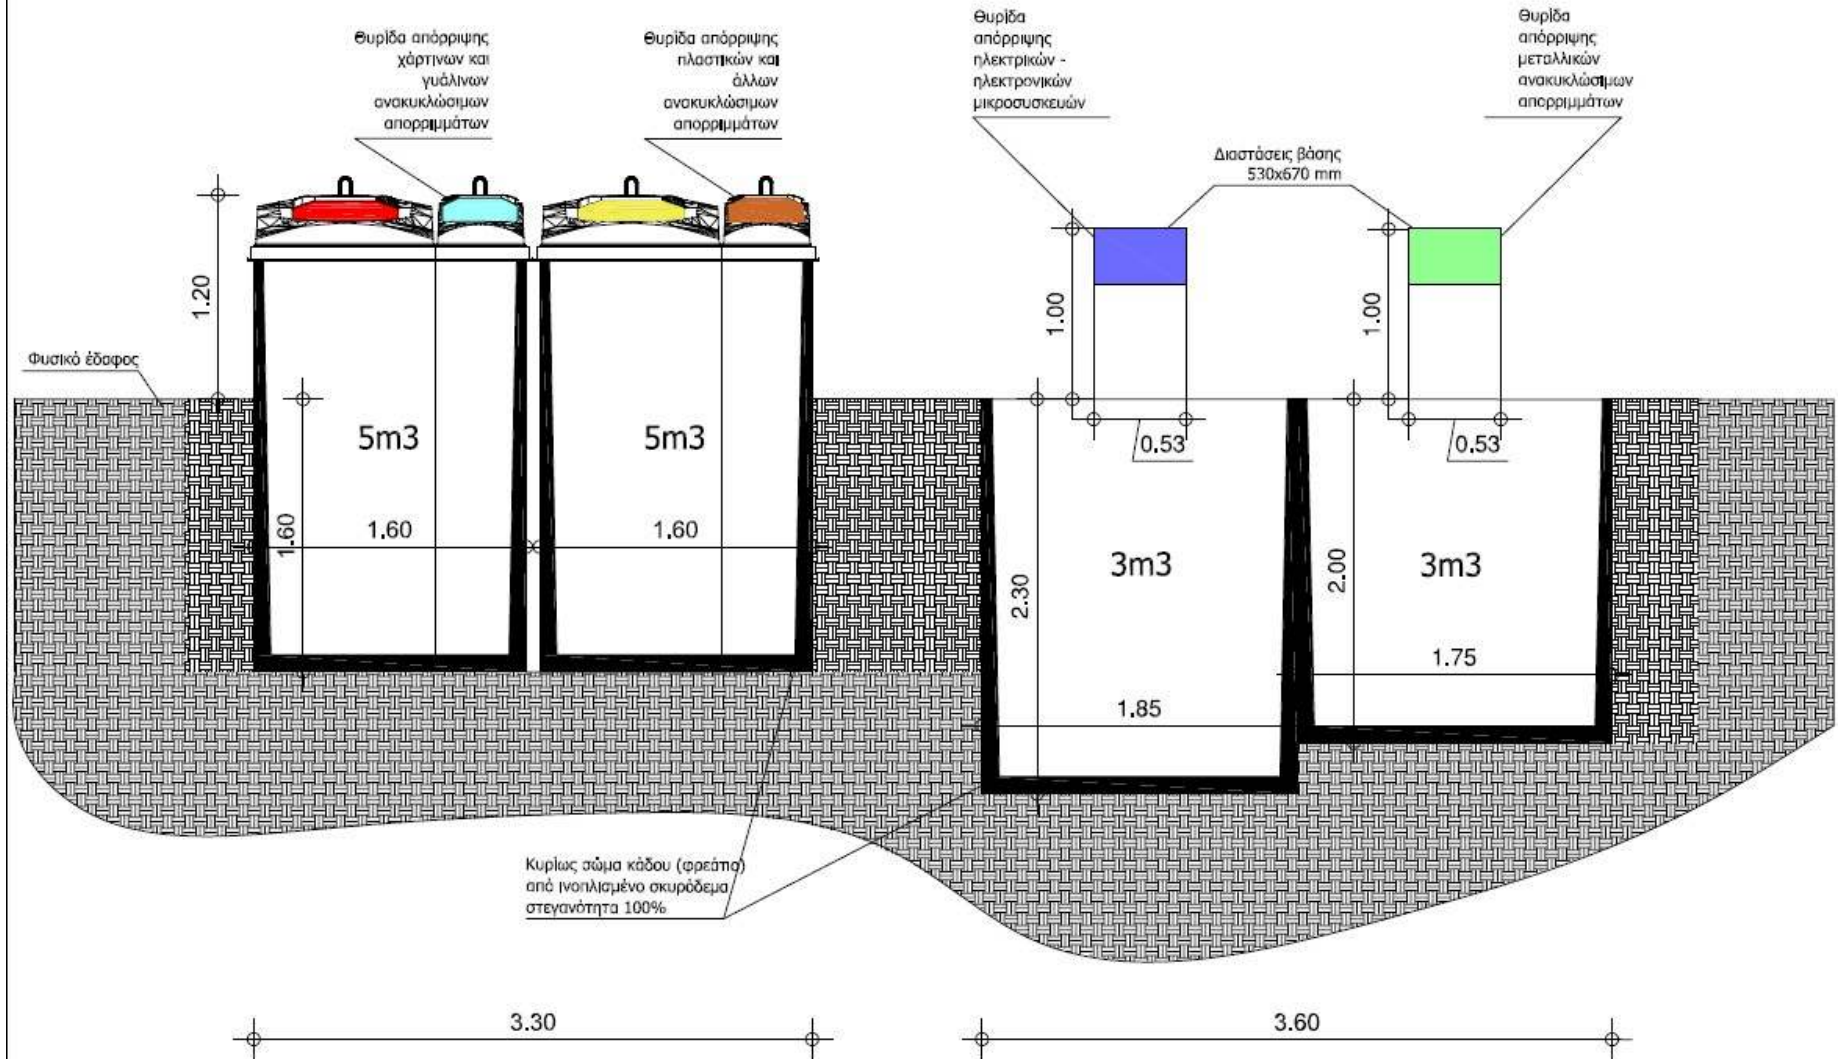 Θυρίδα απόρριψης
χάρτινων και
γυάλινων
ανακυκλώσιμων
απορριμμάτων
Θυρίδα απόρριψης
πλαστικών και
άλλων
ανακυκλώσιμων
απορριμμάτων
Θυρίδα
απόρριψης
ηλεκτρικών -
ηλεκτρονικών
μικροσυσκευών
Θυρίδα
απόρριψης
μεταλλικών
ανακυκλώσιμων
απορριμμάτων
Διαστάσεις βάσης
530x670 mm
1.20
1.00
1.00
Φυσικό έδαφος
5m3
5m3
0.53
0.53
1.60
1.60
1.60
3m3
3m3
2.30
2.00
1.75
1.85
Κυρίως σώμα κάδου (φρεάτιο)
από ινοπλισμένο σκυρόδεμα
στεγανότητα 100%
3.30
3.60